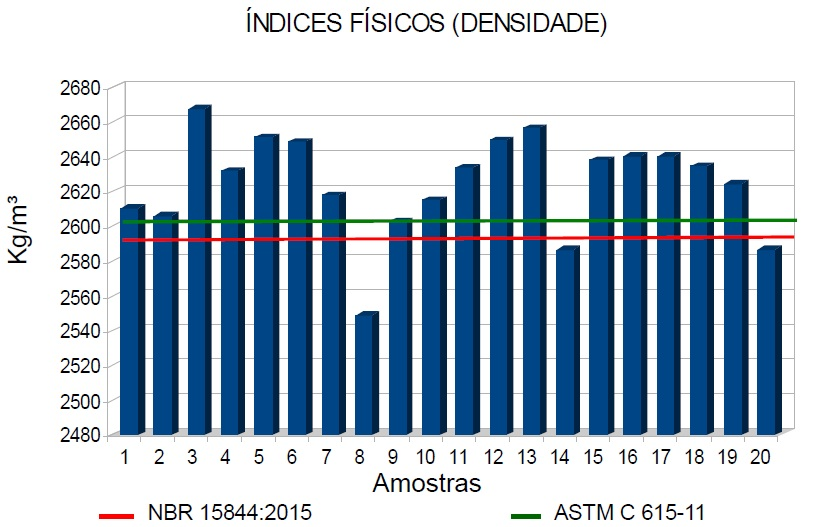 ÍNDICES FÍSICOS (DENSIDADE)
Kg/m³
2680
2660
2640
2620
2600
2580
2560
2540
2520
2500
2480
1 2 3 4 5 6 7 8 9 10 11 12 13 14 15 16 17 18 19 20
Amostras
NBR 15844:2015 ASTM C 615-11